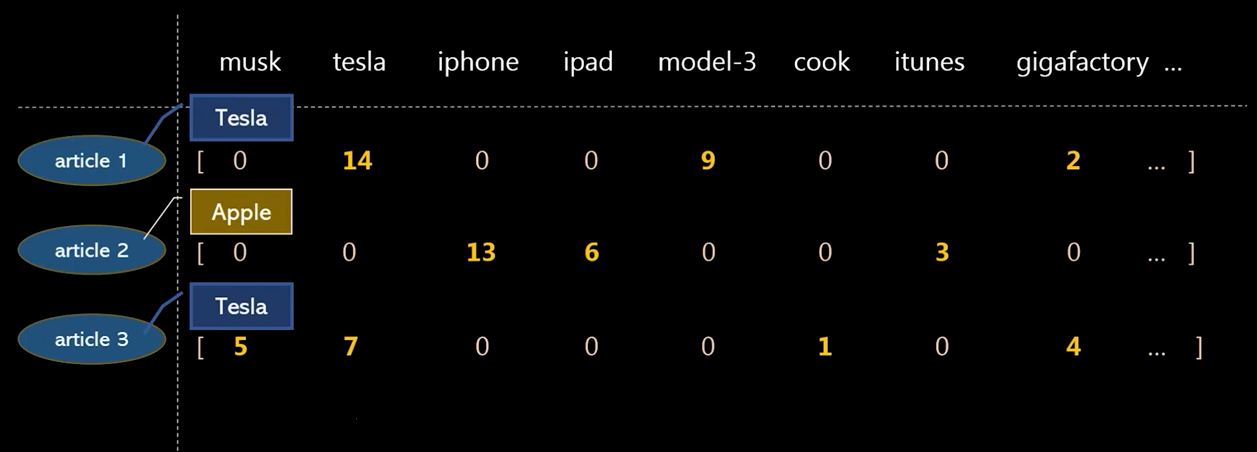 musk tesla iphone ipad model-3 cook itunes gigafactory ...
Tesla
article 1 [ 0 14 0 0 9 0 0 2 ... ]
Apple
article 2 [ 0 0 13 6 0 0 3 0 ... ]
Tesla
article 3 [ 5 7 0 0 0 1 0 4 ... ]